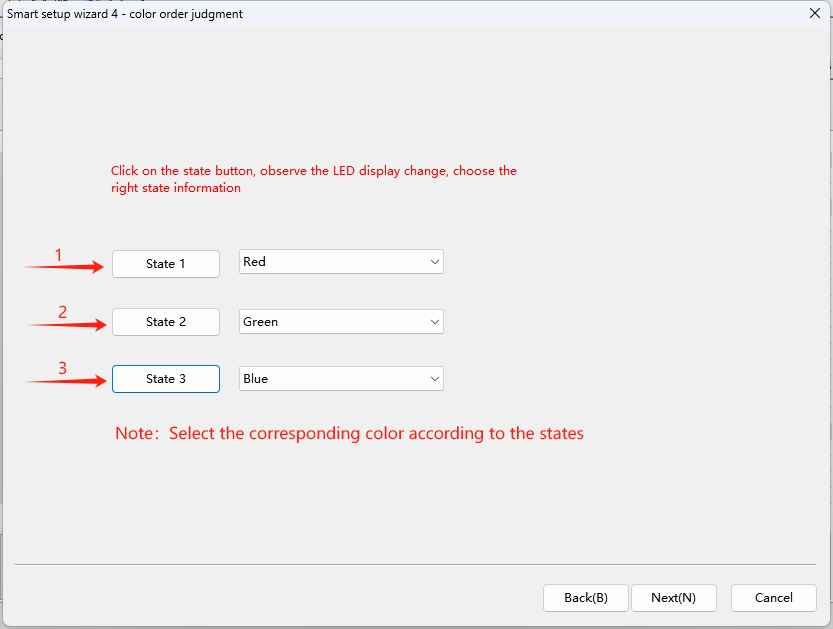 Smart setup wizard 4 - color order judgment
Click on the state button, observe the LED display change, choose the
right state information
1
State 1
Red
2
State 2
Green
3
State 3
Blue
Note: Select the corresponding color according to the states
Back(B)
Next(N)
Cancel